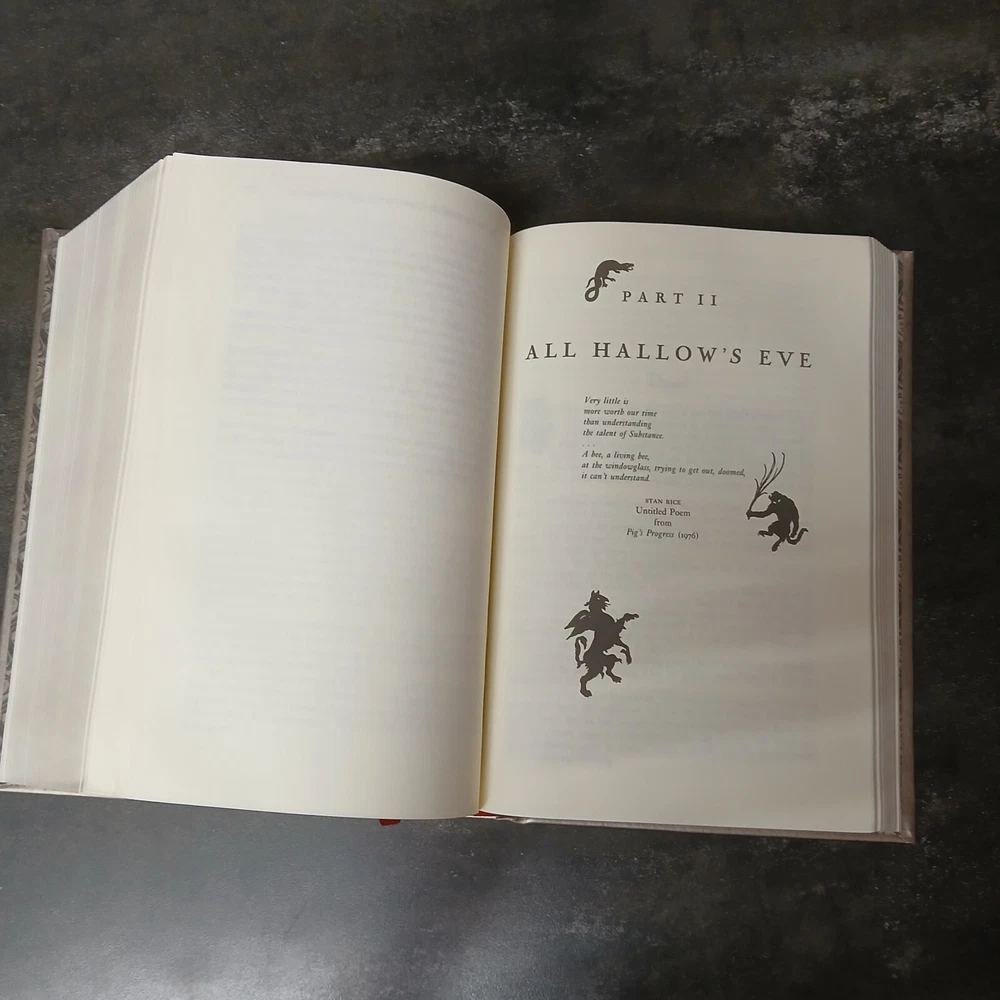 PART II
ALL HALLOW'S EVE
Very little is
more worth our time
than understanding
the talent of Substance.
. . .
A bee, a living bee,
at the windowglass, trying to get out, doomed,
it can't understand.
STAN RICE
Untitled Poem
from
Pig's Progress (1976)